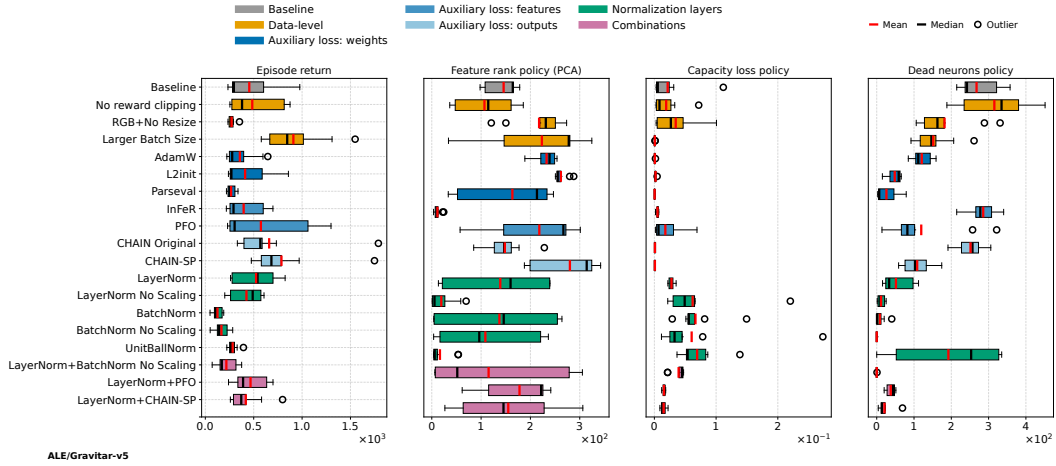 Baseline
Data-level
Auxiliary loss: weights
Auxiliary loss: features
Auxiliary loss: outputs
Normalization layers
Combinations
Mean
Median
Outlier
Episode return
Feature rank policy (PCA)
Capacity loss policy
Dead neurons policy
Baseline
No reward clipping
RGB+No Resize
Larger Batch Size
AdamW
L2init
Parseval
InFeR
PFO
CHAIN Original
CHAIN-SP
LayerNorm
LayerNorm No Scaling
BatchNorm
BatchNorm No Scaling
UnitBallNorm
LayerNorm+BatchNorm No Scaling
LayerNorm+PFO
LayerNorm+CHAIN-SP
0.0 0.5 1.0 1.5
×10³
0 1 2 3
×10²
0 1 2 3
×10⁻¹
0 2 4
×10²
ALE/Gravitar-v5